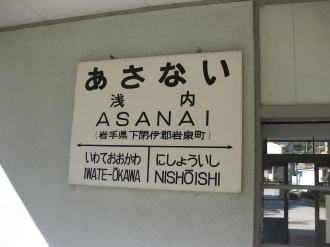 あさない
浅内
ASANAI
(岩手県下閉伊郡岩泉町)
いわておおかわ にしょういし
IWATE-ŌKAWA NISHŌISHI